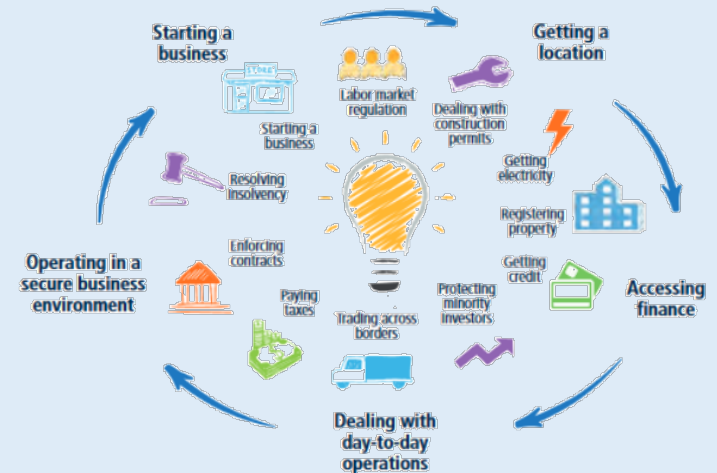 Starting a
business
Getting a
location
Labor market
regulation
STORE
Dealing with
construction
permits
Starting a
business
Getting
electricity
Resolving
insolvency
Registering
property
Enforcing
contracts
Getting
credit
Operating in a
secure business
environment
Accessing
finance
Paying
taxes
Protecting
minority
investors
Trading across
borders
Dealing with
day-to-day
operations